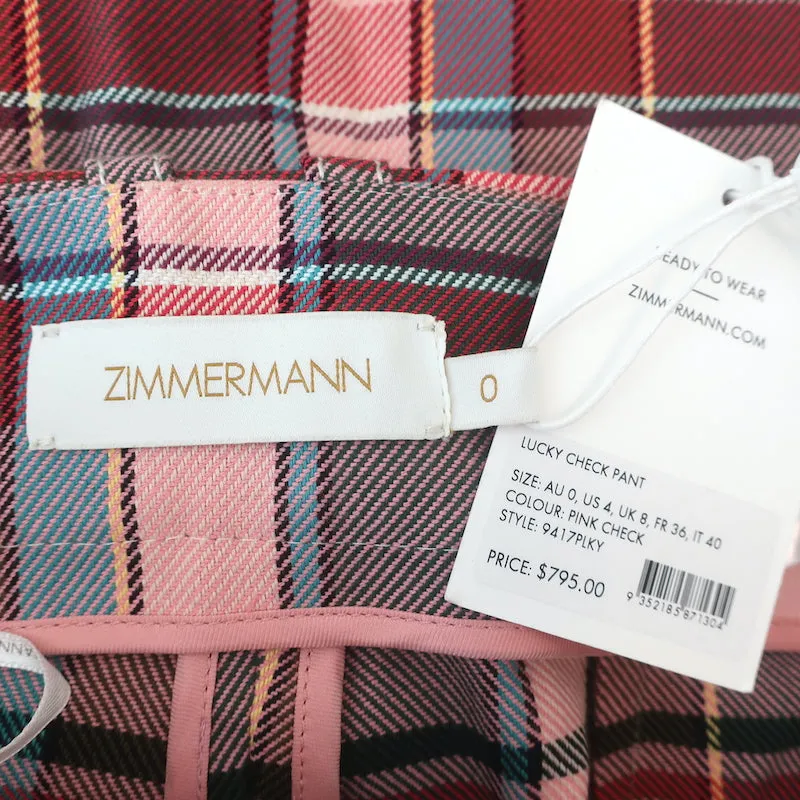 READY TO WEAR
ZIMMERMANN.COM
ZIMMERMANN
0
LUCKY CHECK PANT
SIZE: AU 0, US 4, UK 8, FR 36, IT 40
COLOUR: PINK CHECK
STYLE: 9417PLKY
PRICE: $795.00
9 352185 871304
ANN